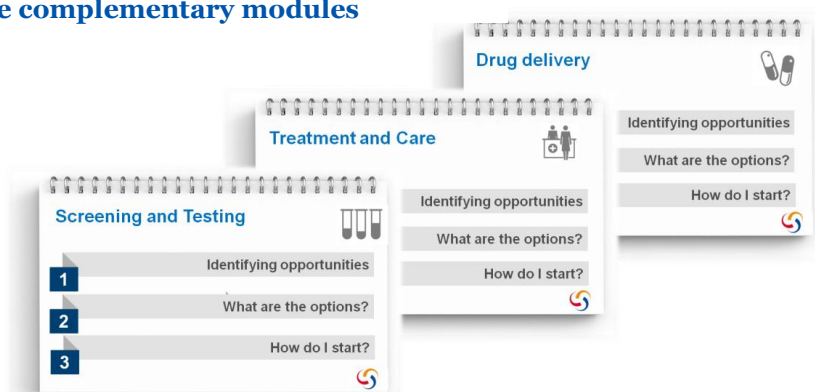 e complementary modules
Drug delivery
Identifying opportunities
What are the options?
How do I start?
Treatment and Care
Identifying opportunities
What are the options?
How do I start?
Screening and Testing
1 Identifying opportunities
2 What are the options?
3 How do I start?